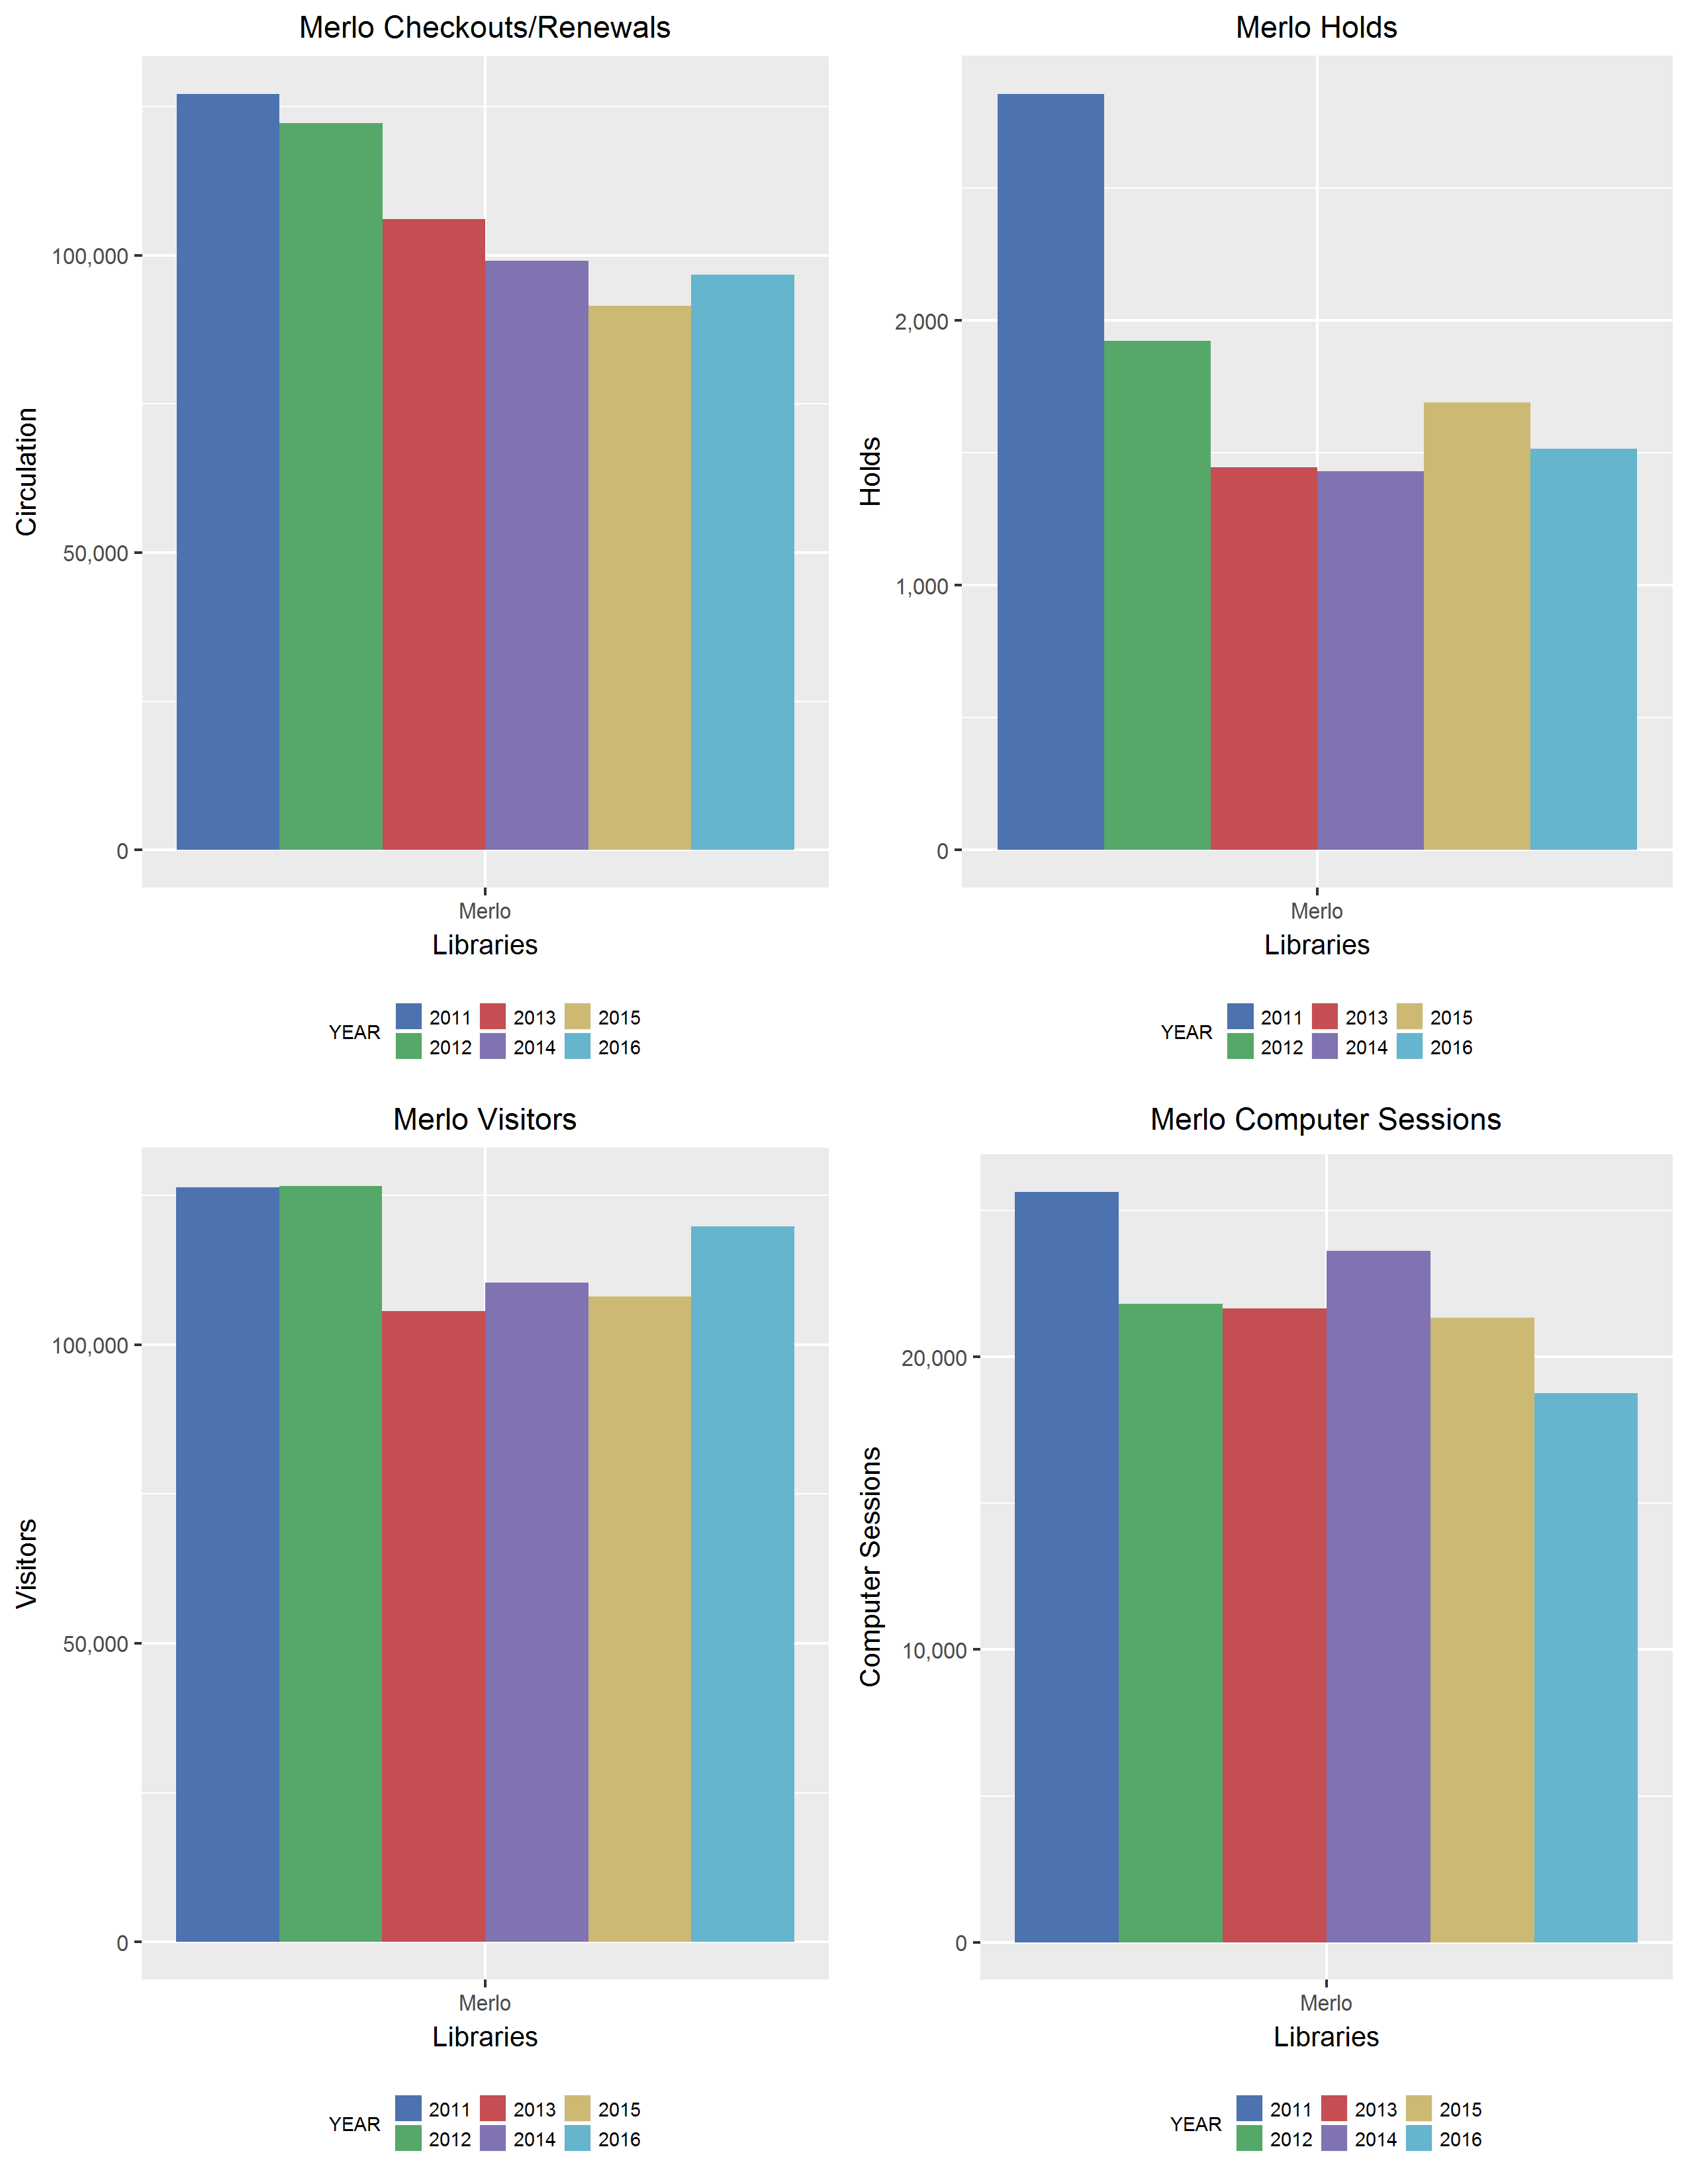 Merlo Checkouts/Renewals
Circulation
100,000
50,000
0
Merlo
Libraries
YEAR
2011 2013 2015
2012 2014 2016
Merlo Holds
Holds
2,000
1,000
0
Merlo
Libraries
YEAR
2011 2013 2015
2012 2014 2016
Merlo Visitors
Visitors
100,000
50,000
0
Merlo
Libraries
YEAR
2011 2013 2015
2012 2014 2016
Merlo Computer Sessions
Computer Sessions
20,000
10,000
0
Merlo
Libraries
YEAR
2011 2013 2015
2012 2014 2016